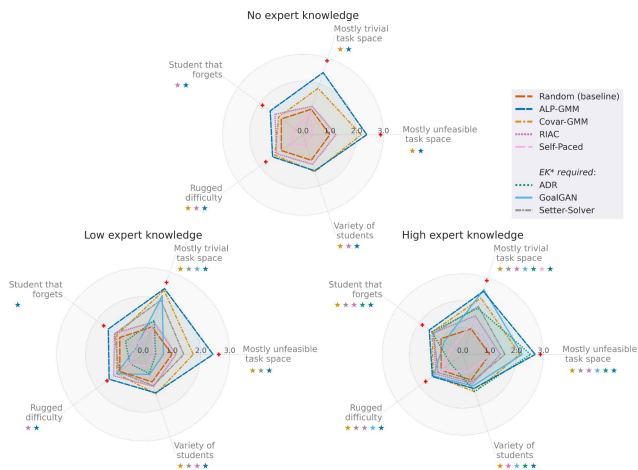 No expert knowledge
Mostly trivial
task space
Student that
forgets
0.0 1.0 2.0 3.0
Mostly unfeasible
task space
Rugged
difficulty
Variety of
students
Random (baseline)
ALP-GMM
Covar-GMM
RIAC
Self-Paced
EK* required:
ADR
GoalGAN
Setter-Solver
Low expert knowledge
Mostly trivial
task space
Student that
forgets
0.0 1.0 2.0 3.0
Mostly unfeasible
task space
Rugged
difficulty
Variety of
students
High expert knowledge
Mostly trivial
task space
Student that
forgets
0.0 1.0 2.0 3.0
Mostly unfeasible
task space
Rugged
difficulty
Variety of
students